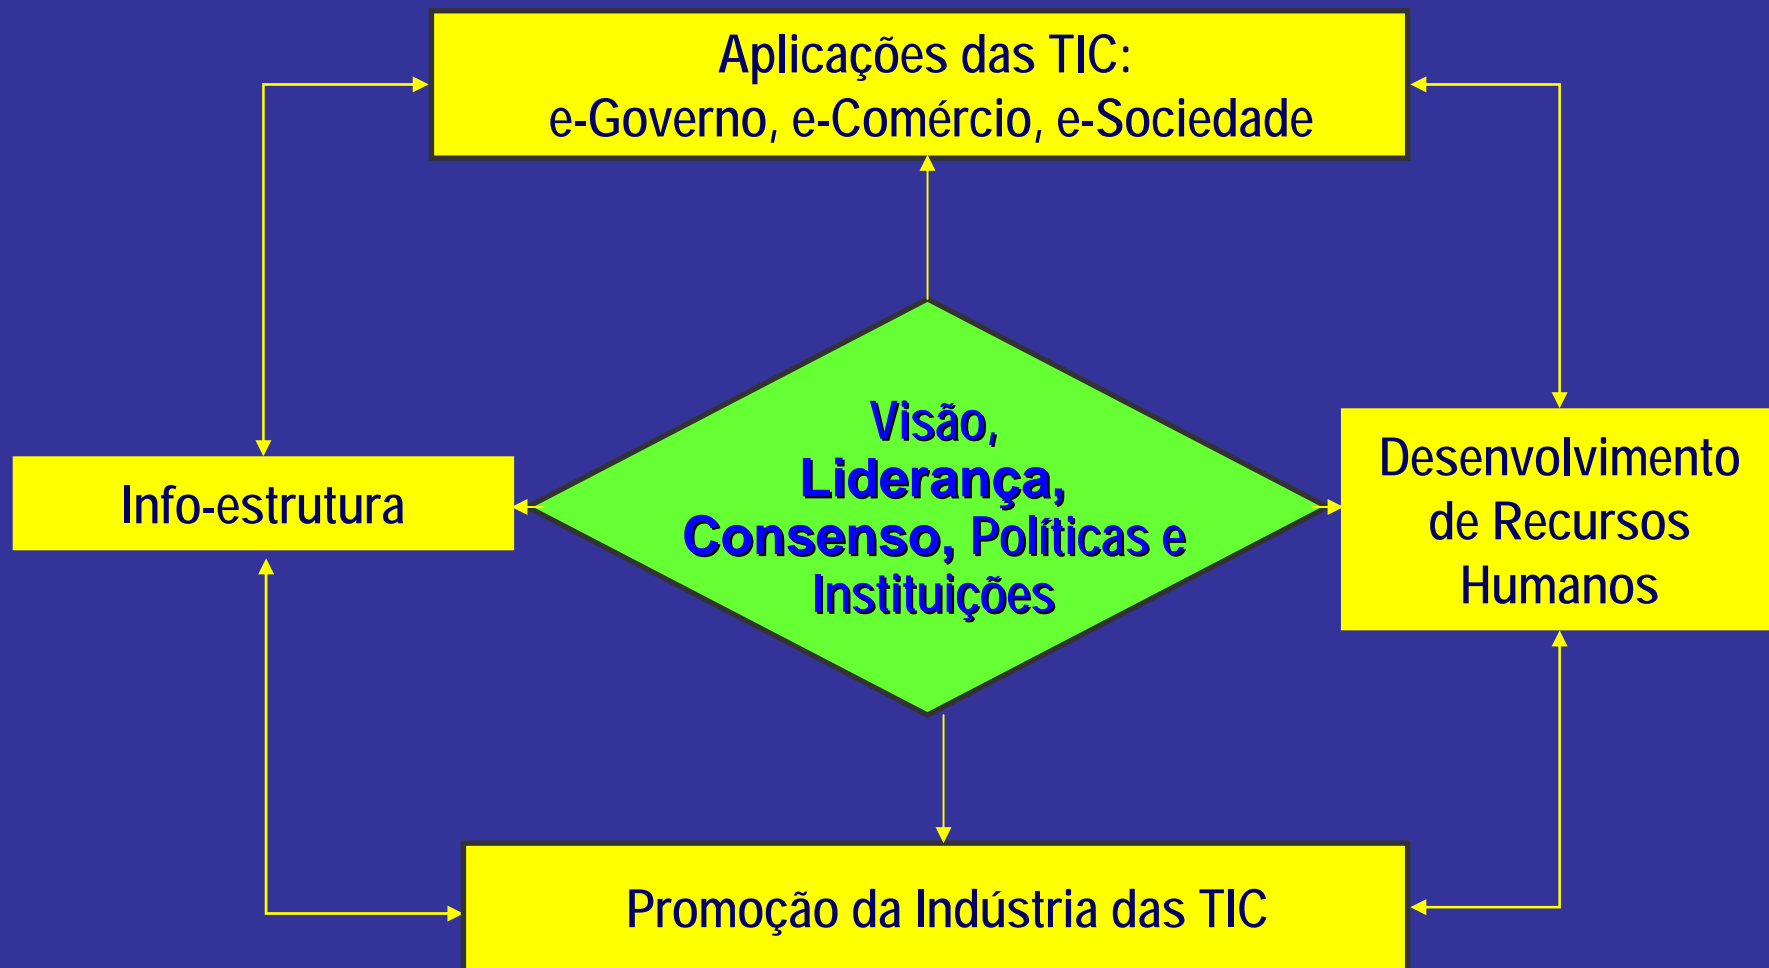 Aplicações das TIC:
e-Governo, e-Comércio, e-Sociedade
Visão,
Liderança,
Consenso, Políticas e
Instituições
Info-estrutura
Desenvolvimento
de Recursos
Humanos
Promoção da Indústria das TIC